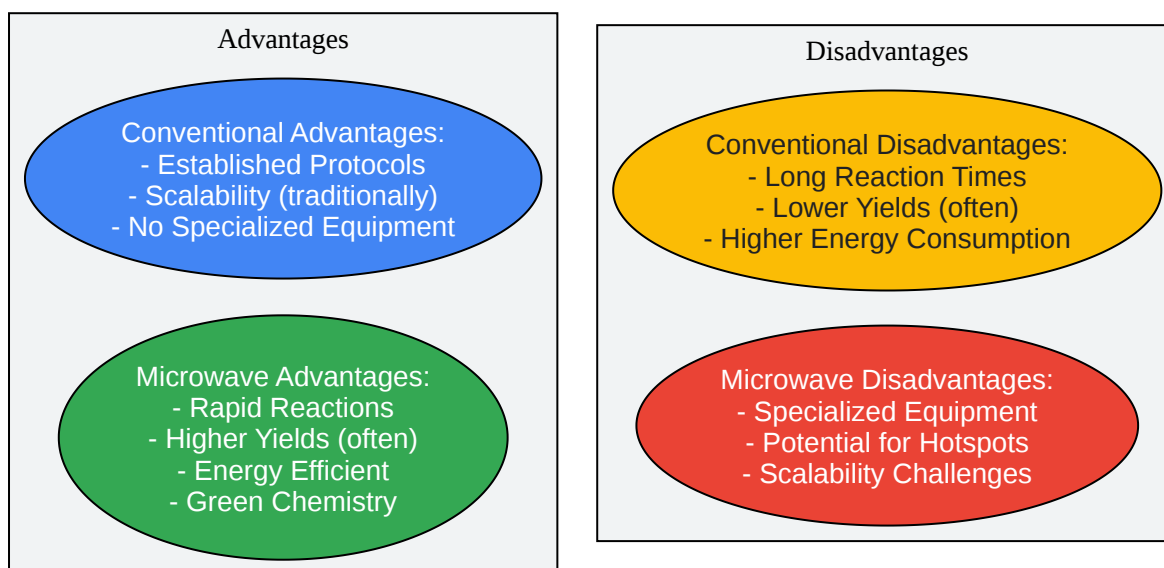 Advantages
Conventional Advantages:
- Established Protocols
- Scalability (traditionally)
- No Specialized Equipment
Microwave Advantages:
- Rapid Reactions
- Higher Yields (often)
- Energy Efficient
- Green Chemistry
Disadvantages
Conventional Disadvantages:
- Long Reaction Times
- Lower Yields (often)
- Higher Energy Consumption
Microwave Disadvantages:
- Specialized Equipment
- Potential for Hotspots
- Scalability Challenges